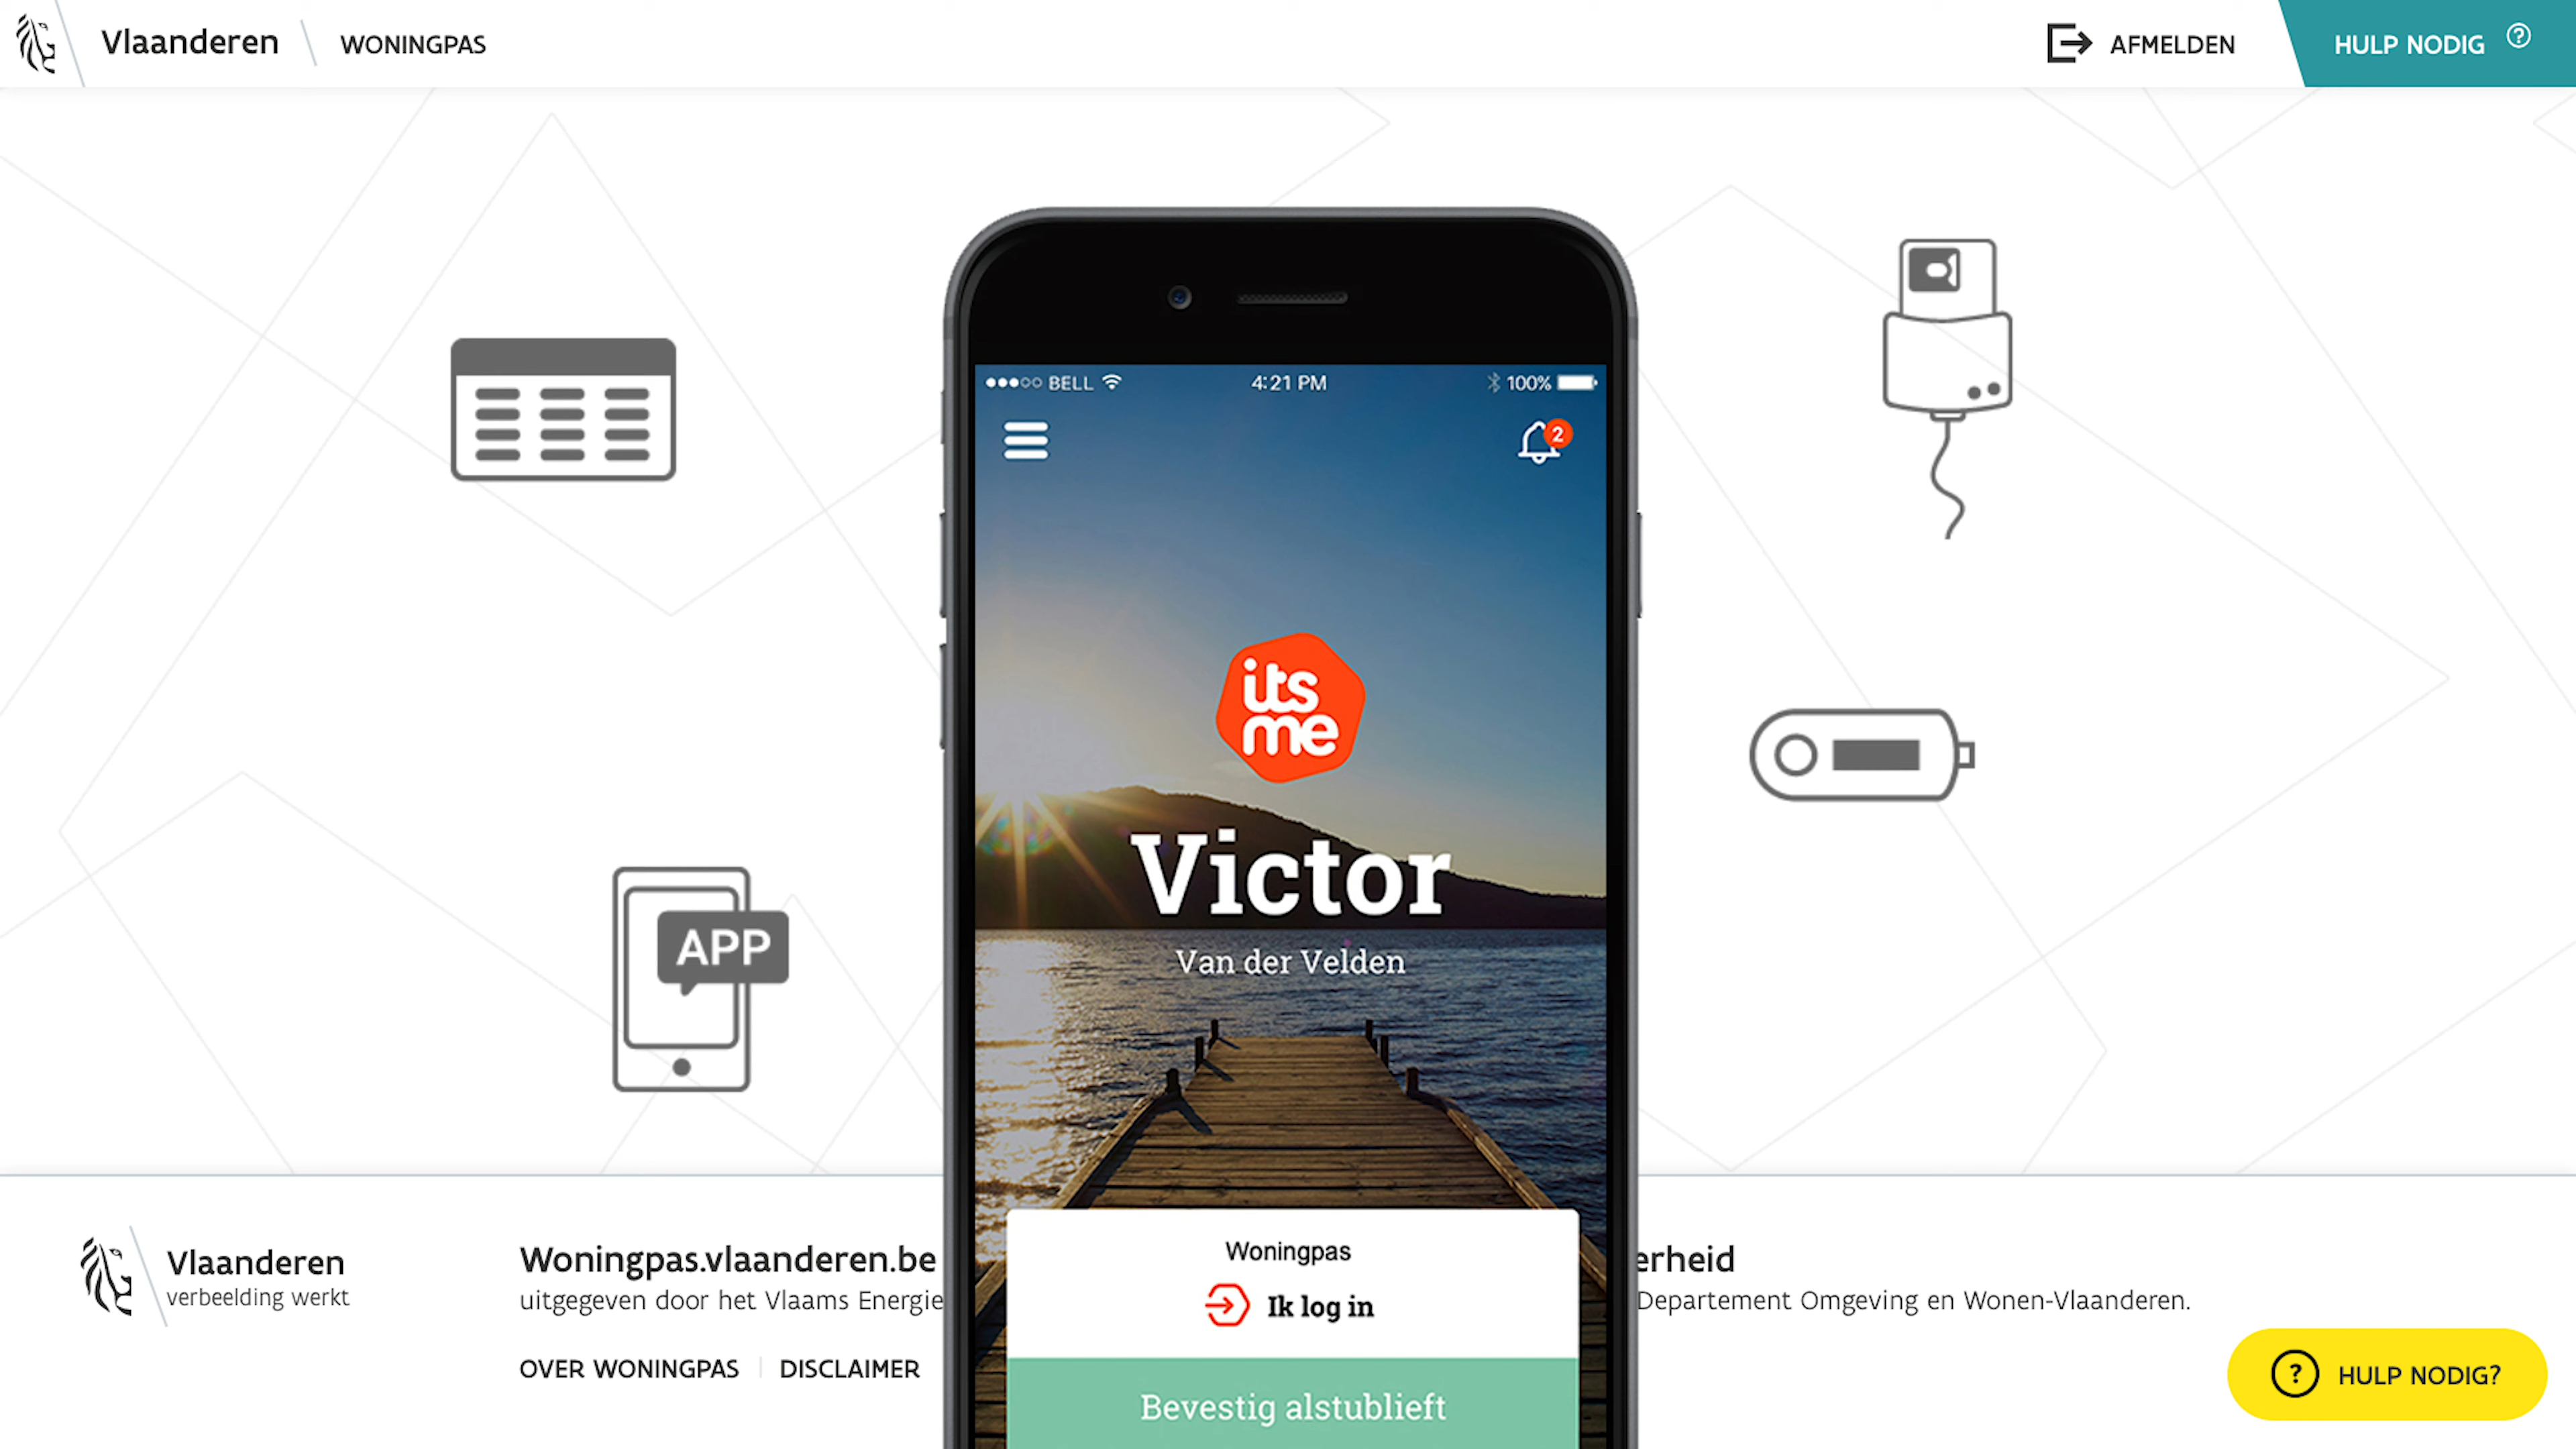 Vlaanderen
WONINGPAS
AFMELDEN
HULP NODIG ?
BELL
4:21 PM
100%
2
its
me
Victor
Van der Velden
APP
Woningpas
Ik log in
Bevestig alstublieft
Vlaanderen
verbeelding werkt
Woningpas.vlaanderen.be
erheid
uitgegeven door het Vlaams Energie
Departement Omgeving en Wonen-Vlaanderen.
OVER WONINGPAS
DISCLAIMER
? HULP NODIG?